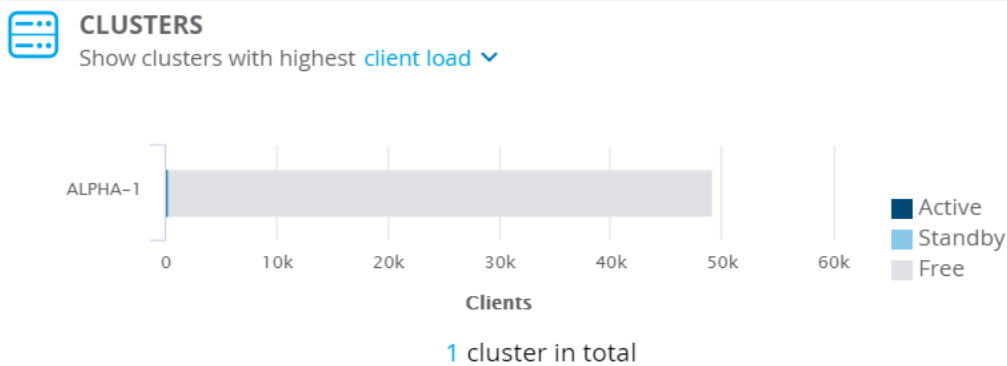 CLUSTERS
Show clusters with highest client load
ALPHA-1
0 10k 20k 30k 40k 50k 60k
Clients
Active
Standby
Free
1 cluster in total